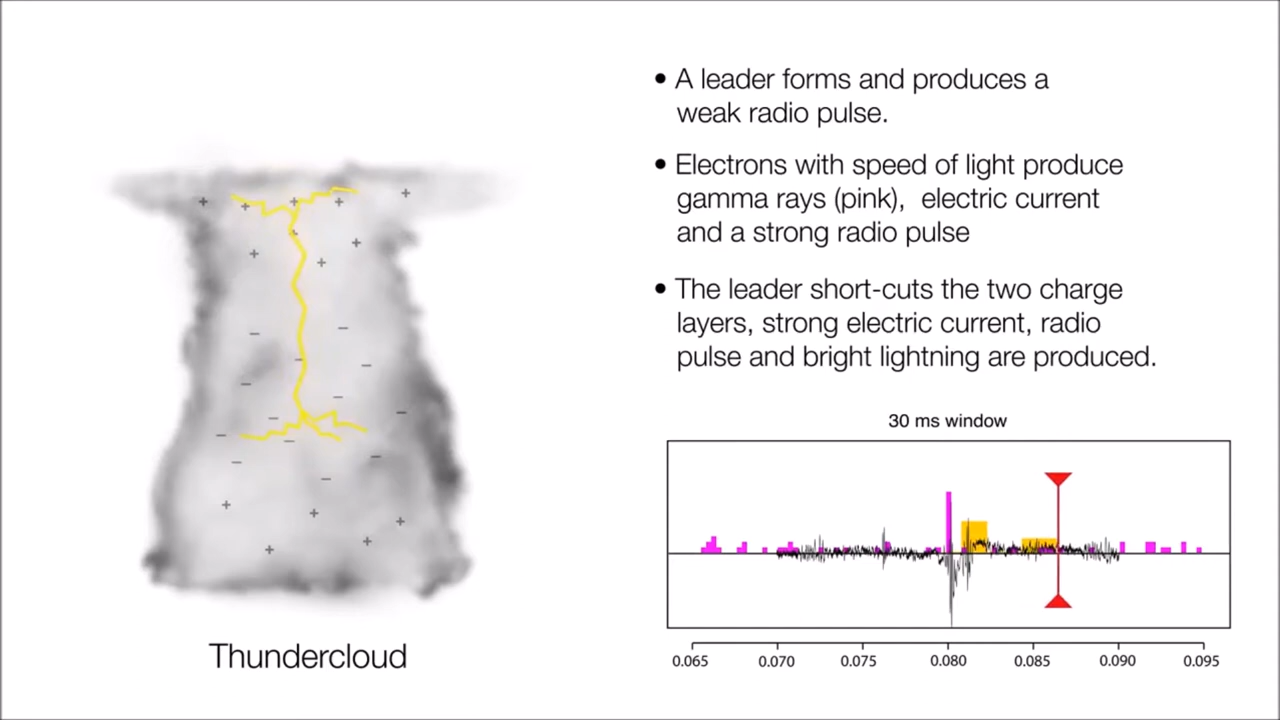 • A leader forms and produces a
weak radio pulse.
• Electrons with speed of light produce
gamma rays (pink), electric current
and a strong radio pulse
• The leader short-cuts the two charge
layers, strong electric current, radio
pulse and bright lightning are produced.
30 ms window
0.065 0.070 0.075 0.080 0.085 0.090 0.095
Thundercloud